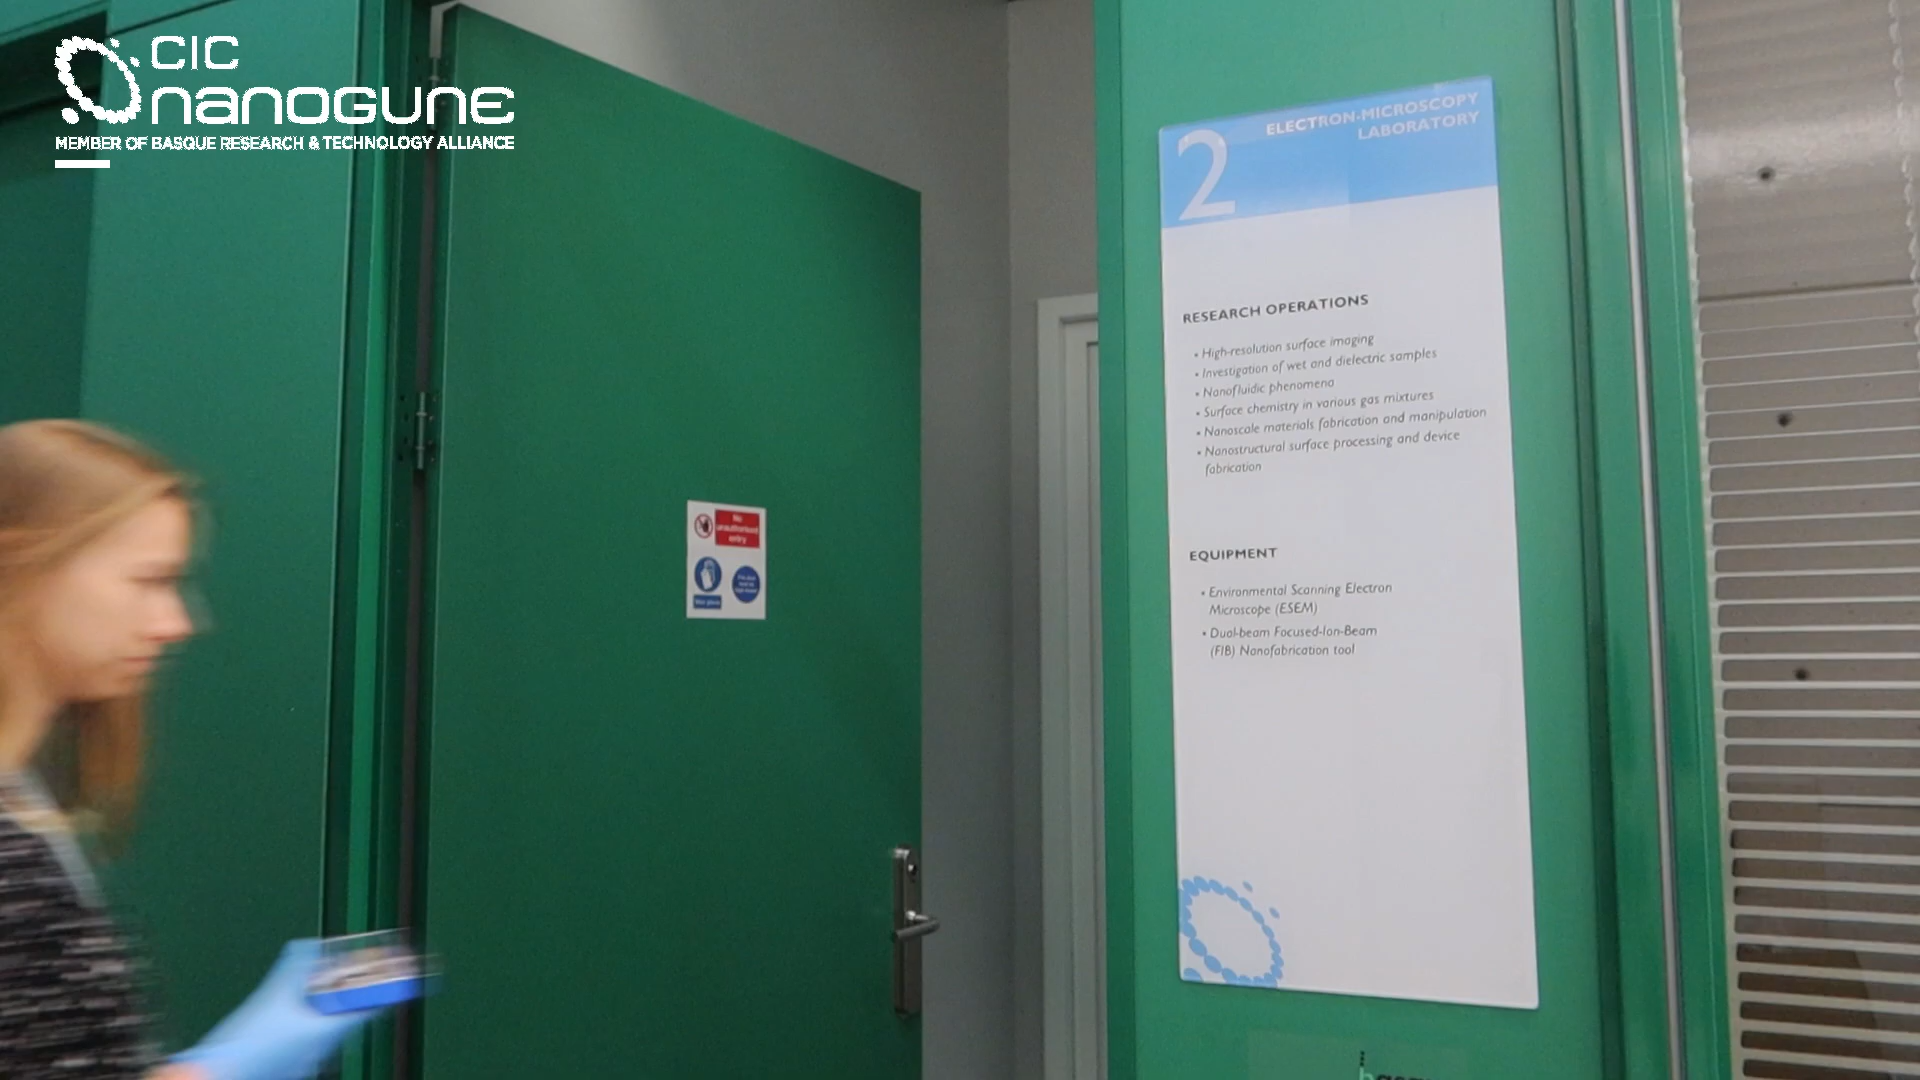 CIC
nanoGUNE
MEMBER OF BASQUE RESEARCH & TECHNOLOGY ALLIANCE
No
unauthorised
entry
2
ELECTRON-MICROSCOPY
LABORATORY
RESEARCH OPERATIONS
• High-resolution surface imaging
• Investigation of wet and dielectric samples
• Nanofluidic phenomena
• Surface chemistry in various gas mixtures
• Nanoscale materials fabrication and manipulation
• Nanostructural surface processing and device
fabrication
EQUIPMENT
• Environmental Scanning Electron
Microscope (ESEM)
• Dual-beam Focused-Ion-Beam
(FIB) Nanofabrication tool